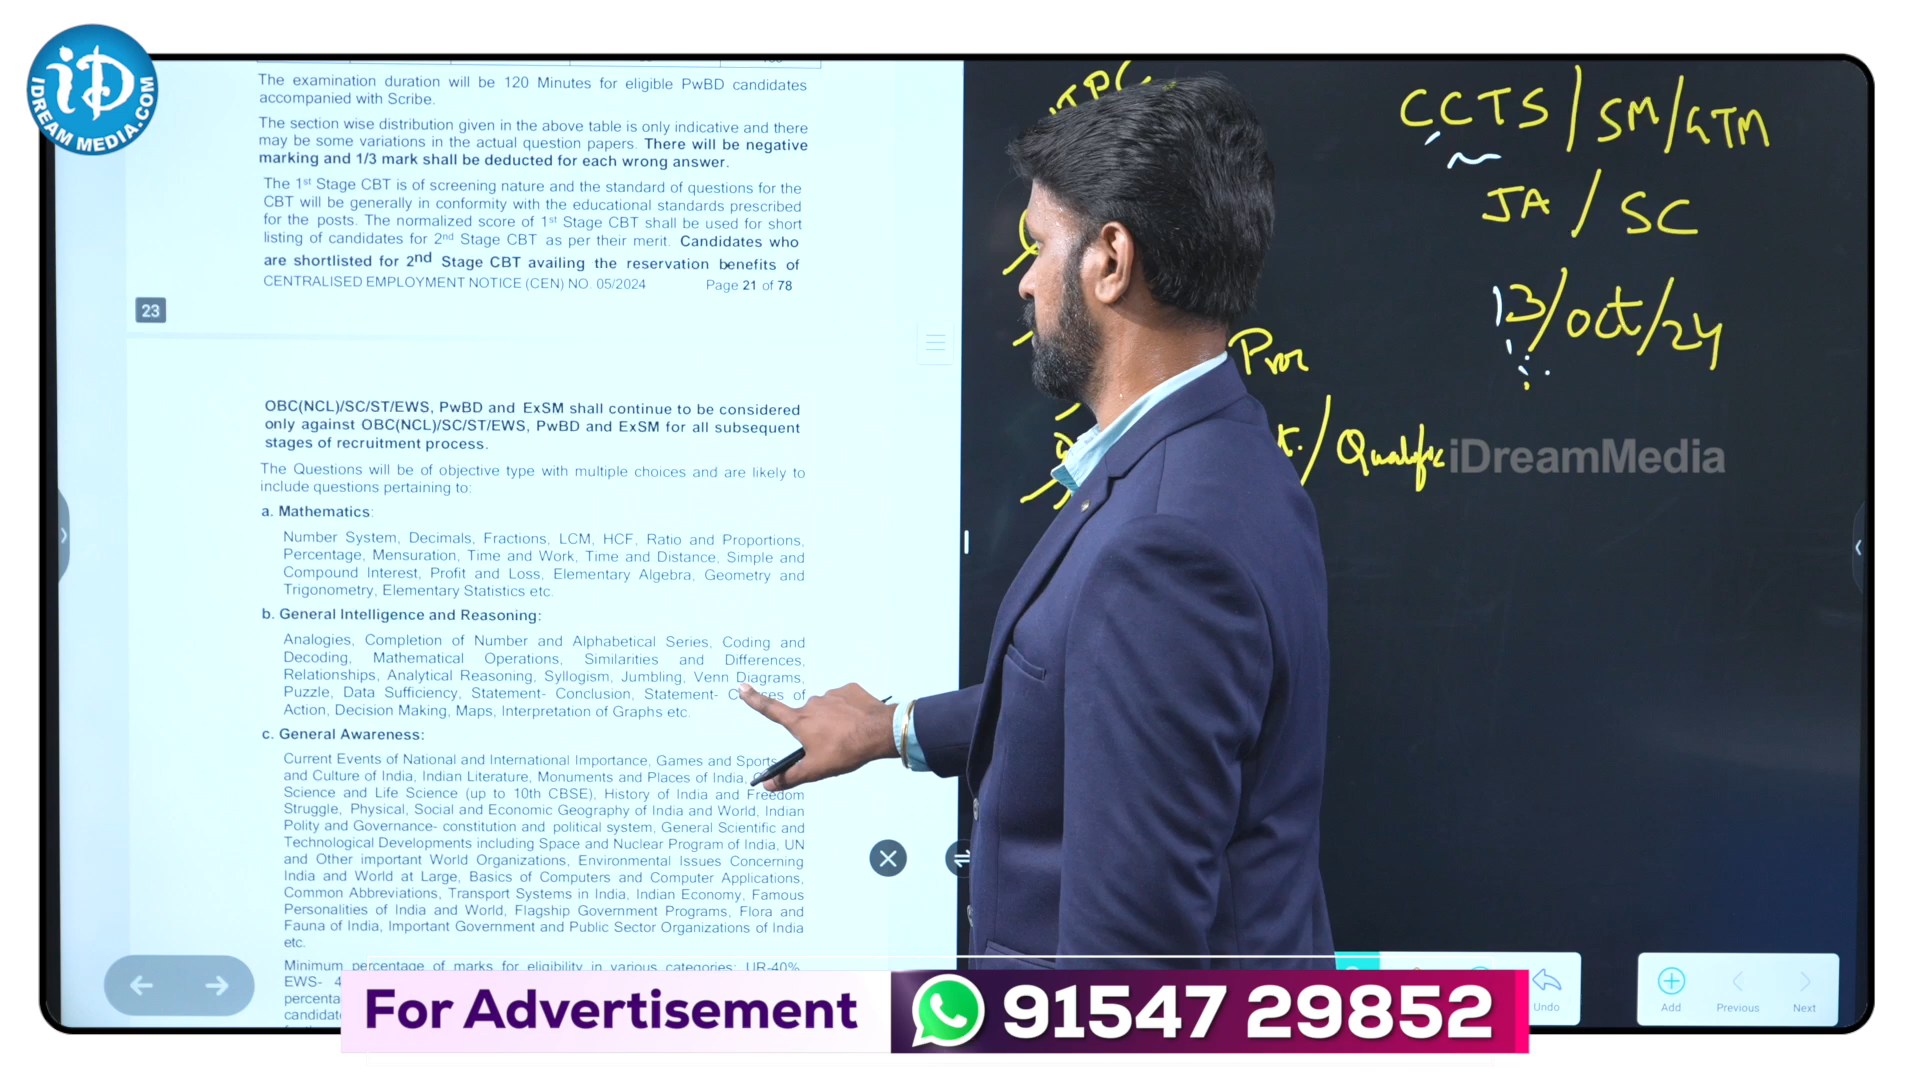 iD
IDREAM MEDIA.COM
The examination duration will be 120 Minutes for eligible PwBD candidates
accompanied with Scribe.
The section wise distribution given in the above table is only indicative and there
may be some variations in the actual question papers. There will be negative
marking and 1/3 mark shall be deducted for each wrong answer.
The 1st Stage CBT is of screening nature and the standard of questions for the
CBT will be generally in conformity with the educational standards prescribed
for the posts. The normalized score of 1st Stage CBT shall be used for short
listing of candidates for 2nd Stage CBT as per their merit. Candidates who
are shortlisted for 2nd Stage CBT availing the reservation benefits of
CENTRALISED EMPLOYMENT NOTICE (CEN) NO. 05/2024 Page 21 of 78
23
OBC(NCL)/SC/ST/EWS, PwBD and ExSM shall continue to be considered
only against OBC(NCL)/SC/ST/EWS, PwBD and ExSM for all subsequent
stages of recruitment process.
The Questions will be of objective type with multiple choices and are likely to
include questions pertaining to:
a. Mathematics:
Number System, Decimals, Fractions, LCM, HCF, Ratio and Proportions,
Percentage, Mensuration, Time and Work, Time and Distance, Simple and
Compound Interest, Profit and Loss, Elementary Algebra, Geometry and
Trigonometry, Elementary Statistics etc.
b. General Intelligence and Reasoning:
Analogies, Completion of Number and Alphabetical Series, Coding and
Decoding, Mathematical Operations, Similarities and Differences,
Relationships, Analytical Reasoning, Syllogism, Jumbling, Venn Diagrams,
Puzzle, Data Sufficiency, Statement- Conclusion, Statement- of
Action, Decision Making, Maps, Interpretation of Graphs etc.
c. General Awareness:
Current Events of National and International Importance, Games and Sports
and Culture of India, Indian Literature, Monuments and Places of India,
Science and Life Science (up to 10th CBSE), History of India and Freedom
Struggle, Physical, Social and Economic Geography of India and World, Indian
Polity and Governance- constitution and political system, General Scientific and
Technological Developments including Space and Nuclear Program of India, UN
and Other important World Organizations, Environmental Issues Concerning
India and World at Large, Basics of Computers and Computer Applications,
Common Abbreviations, Transport Systems in India, Indian Economy, Famous
Personalities of India and World, Flagship Government Programs, Flora and
Fauna of India, Important Government and Public Sector Organizations of India
etc.
Minimum percentage of marks for eligibility in various categories: UR-40%,
EWS- 4
CCTS / SM / GTM
JA / SC
13/Oct/24
Proc
iDreamMedia
Undo
Add
Previous
Next
For Advertisement 91547 29852